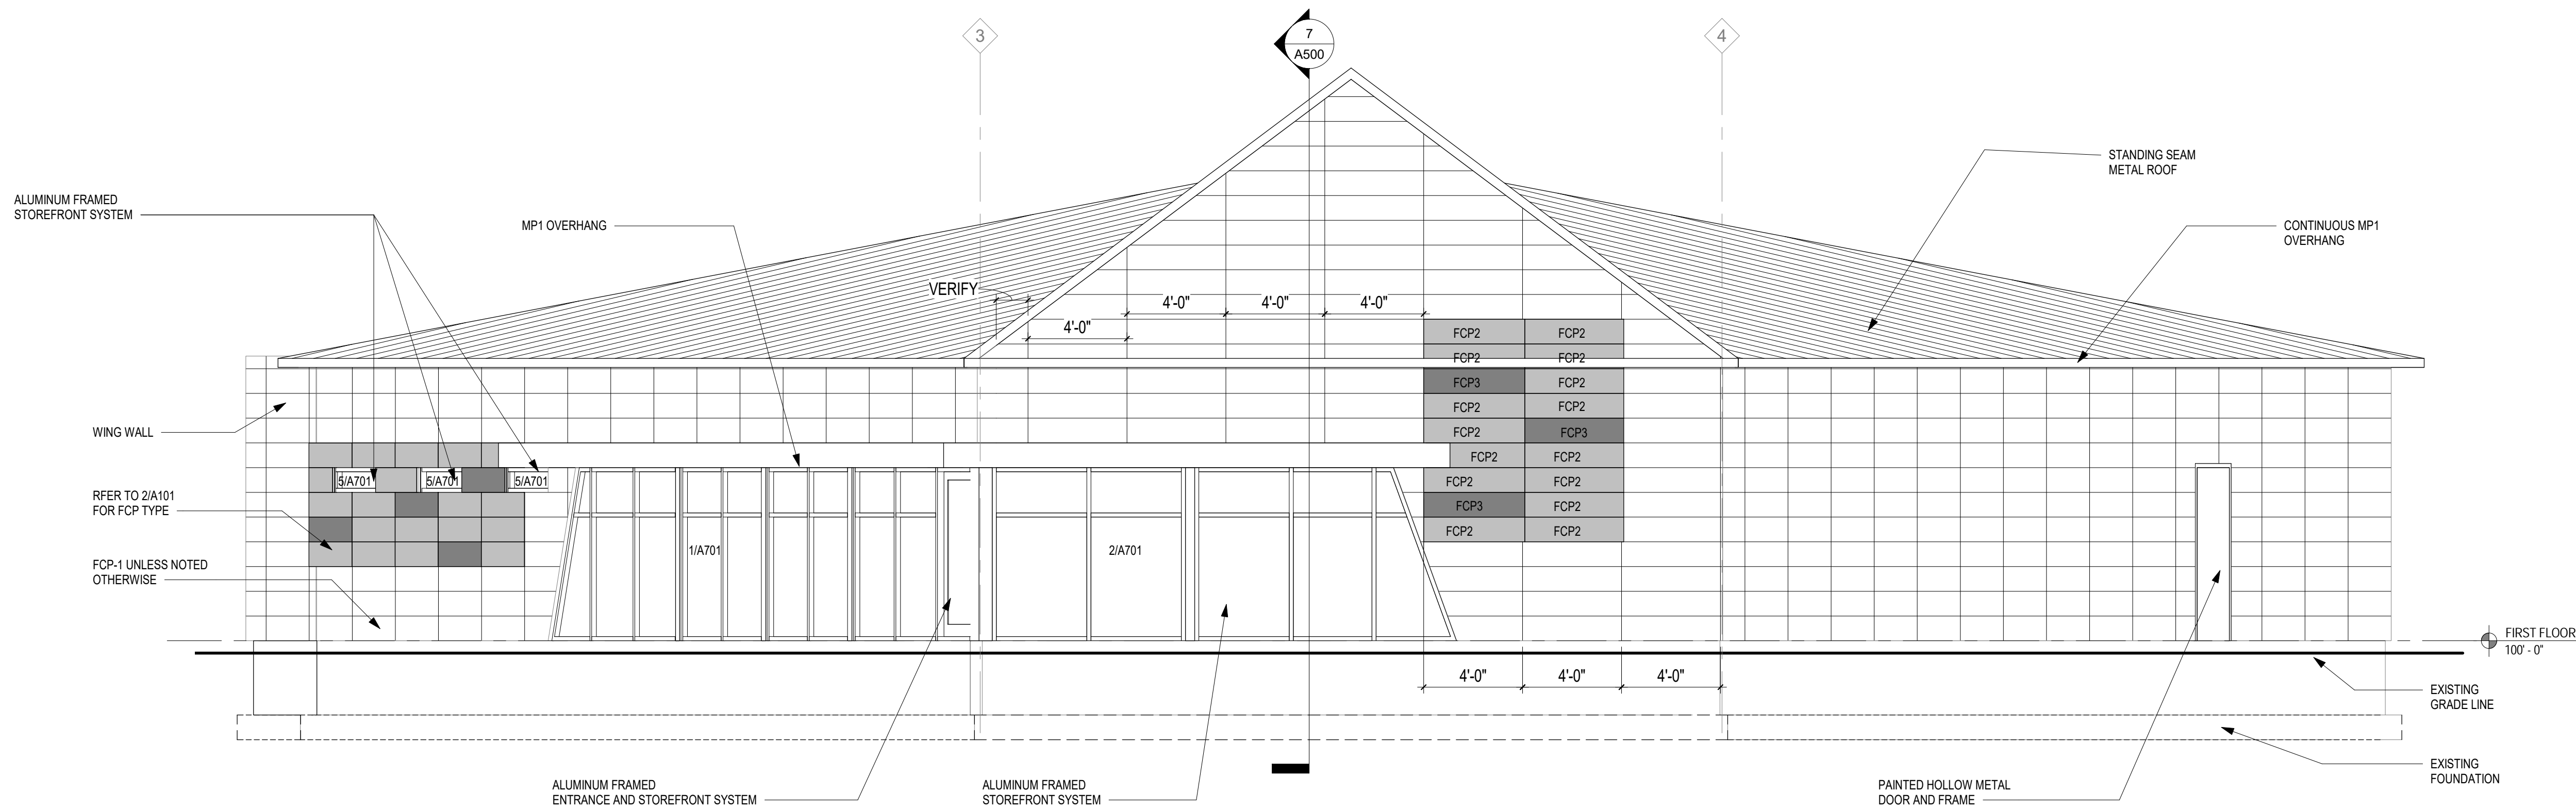 3
7
A500
4
STANDING SEAM
METAL ROOF
ALUMINUM FRAMED
STOREFRONT SYSTEM
MP1 OVERHANG
CONTINUOUS MP1
OVERHANG
VERIFY
4'-0"
4'-0"
4'-0"
4'-0"
FCP2
FCP2
FCP2
FCP2
FCP3
FCP2
FCP2
FCP2
FCP2
FCP3
FCP2
FCP2
FCP2
FCP2
FCP3
FCP2
FCP2
FCP2
WING WALL
5/A701
5/A701
5/A701
RFER TO 2/A101
FOR FCP TYPE
1/A701
2/A701
FCP-1 UNLESS NOTED
OTHERWISE
FIRST FLOOR
100' - 0"
4'-0"
4'-0"
4'-0"
EXISTING
GRADE LINE
EXISTING
FOUNDATION
ALUMINUM FRAMED
ENTRANCE AND STOREFRONT SYSTEM
ALUMINUM FRAMED
STOREFRONT SYSTEM
PAINTED HOLLOW METAL
DOOR AND FRAME